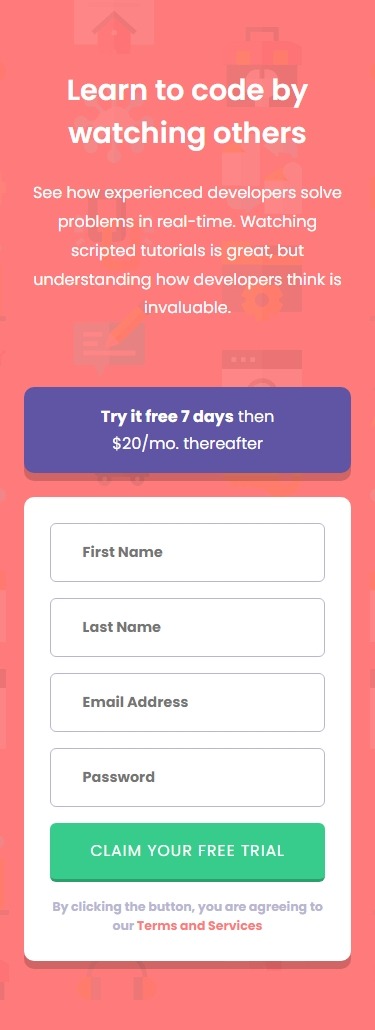 Learn to code by
watching others
See how experienced developers solve
problems in real-time. Watching
scripted tutorials is great, but
understanding how developers think is
invaluable.
Try it free 7 days then
$20/mo. thereafter
First Name
Last Name
Email Address
Password
CLAIM YOUR FREE TRIAL
By clicking the button, you are agreeing to
our Terms and Services